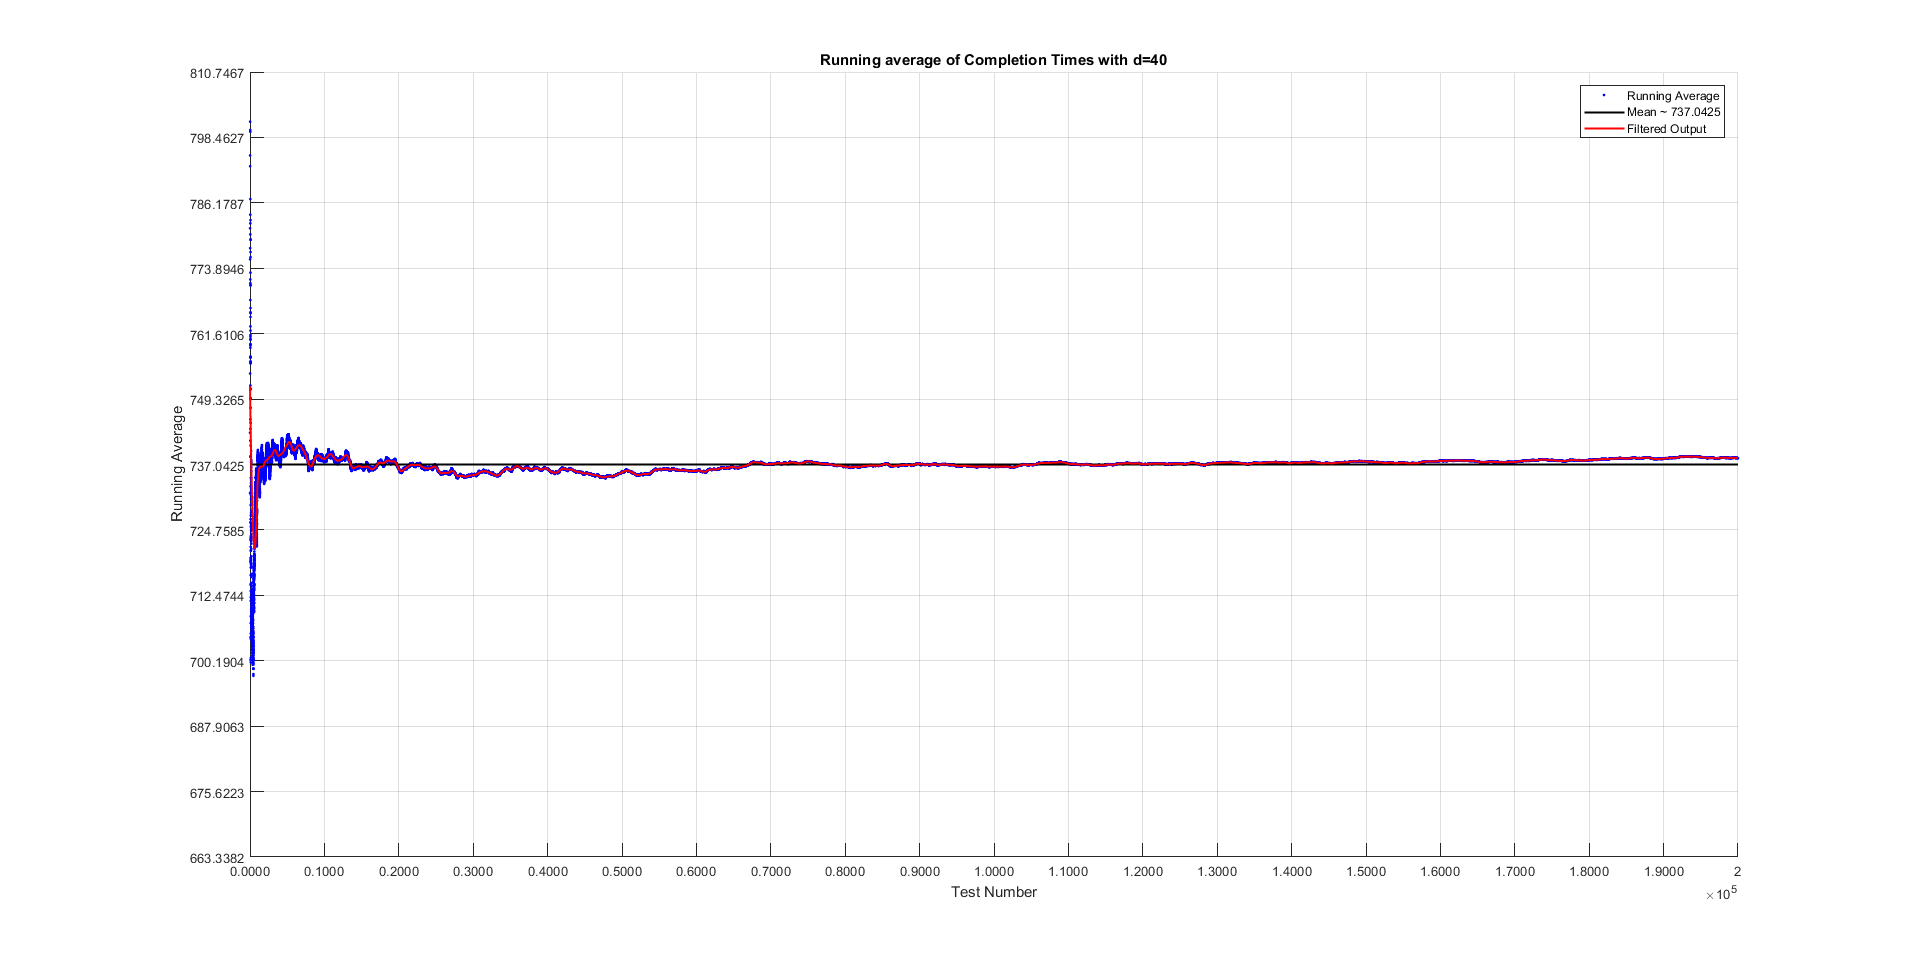 Running average of Completion Times with d=40
810.7467
798.4627
786.1787
773.8946
761.6106
749.3265
737.0425
724.7585
712.4744
700.1904
687.9063
675.6223
663.3382
Running Average
Running Average
Mean ~ 737.0425
Filtered Output
0.0000 0.1000 0.2000 0.3000 0.4000 0.5000 0.6000 0.7000 0.8000 0.9000 1.0000 1.1000 1.2000 1.3000 1.4000 1.5000 1.6000 1.7000 1.8000 1.9000 2
Test Number
×10⁵